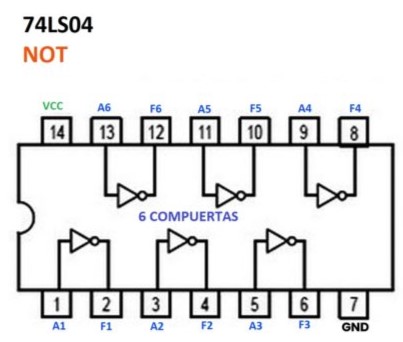 74LS04
NOT
VCC A6 F6 A5 F5 A4 F4
14 13 12 11 10 9 8
6 COMPUERTAS
1 2 3 4 5 6 7
A1 F1 A2 F2 A3 F3 GND